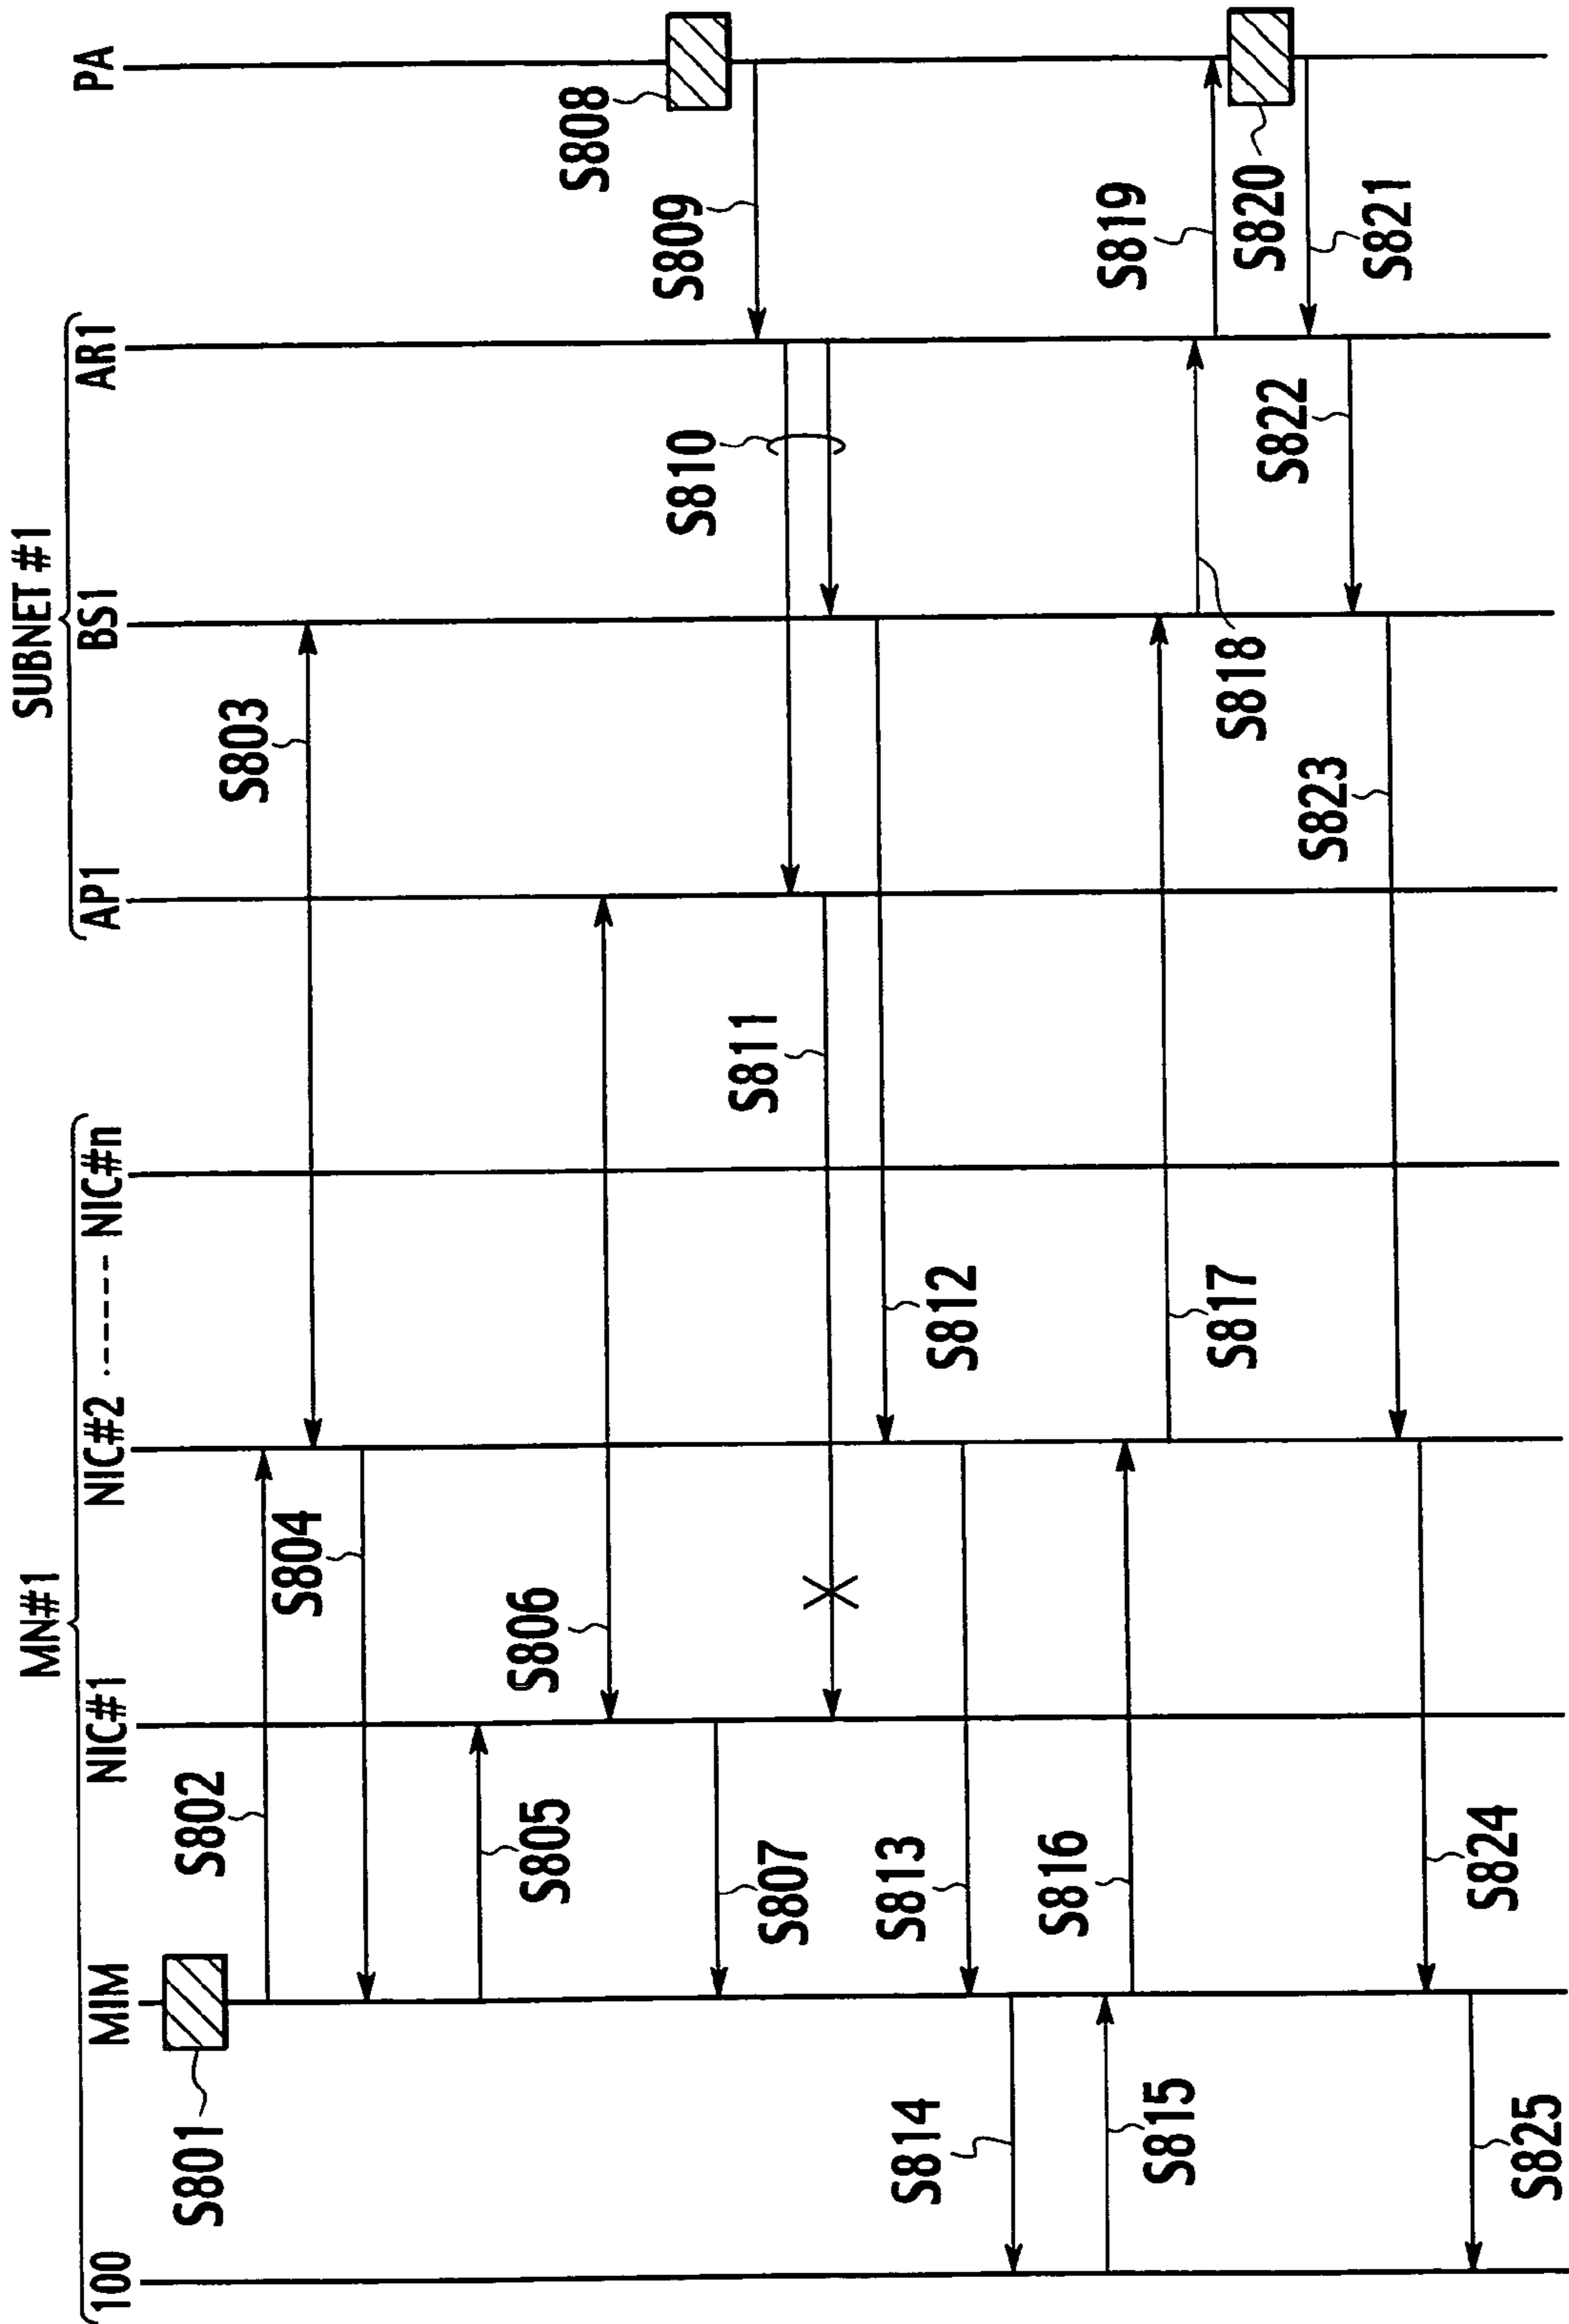 MN#1
SUBNET #1
100
MIM
NIC#1
NIC#2 ------ NIC#n
AP1
BS1
AR1
PA
S801
S802
S803
S804
S805
S806
S807
S808
S809
S810
S811
S812
S813
S814
S815
S816
S817
S818
S819
S820
S821
S822
S823
S824
S825